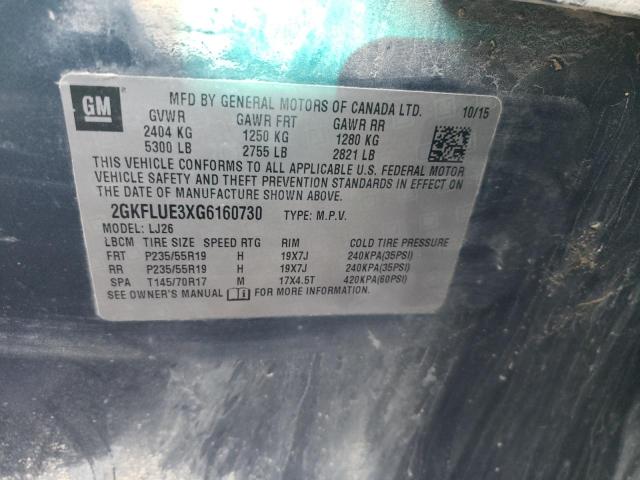 GM
MFD BY GENERAL MOTORS OF CANADA LTD. 10/15
GVWR GAWR FRT GAWR RR
2404 KG 1250 KG 1280 KG
5300 LB 2755 LB 2821 LB
THIS VEHICLE CONFORMS TO ALL APPLICABLE U.S. FEDERAL MOTOR
VEHICLE SAFETY AND THEFT PREVENTION STANDARDS IN EFFECT ON
THE DATE OF MANUFACTURE SHOWN ABOVE.
2GKFLUE3XG6160730 TYPE: M.P.V.
MODEL: LJ26
LBCM TIRE SIZE SPEED RTG RIM COLD TIRE PRESSURE
FRT P235/55R19 H 19X7J 240KPA(35PSI)
RR P235/55R19 H 19X7J 240KPA(35PSI)
SPA T145/70R17 M 17X4.5T 420KPA(60PSI)
SEE OWNER'S MANUAL FOR MORE INFORMATION.